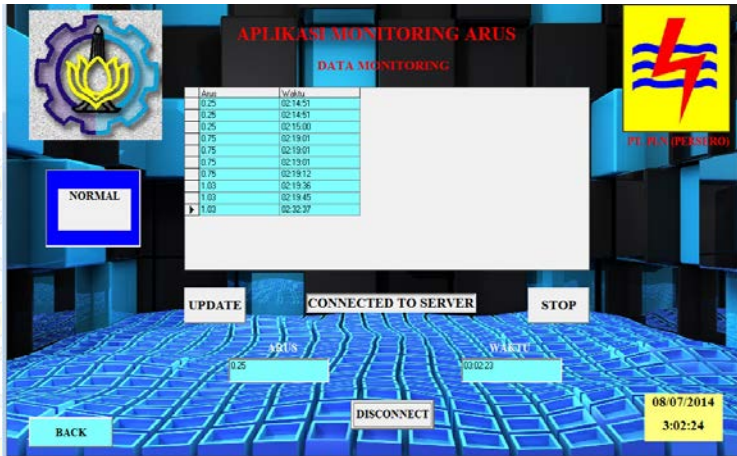 APLIKASI MONITORING ARUS
DATA MONITORING
PT. PLN (PERSERO)
Arus Waktu
0.25 02:14:51
0.25 02:14:51
0.25 02:15:00
0.75 02:19:01
0.75 02:19:01
0.75 02:19:01
0.75 02:19:12
1.03 02:19:36
1.03 02:19:45
1.03 02:32:37
NORMAL
UPDATE
CONNECTED TO SERVER
STOP
ARUS
WAKTU
0.25
03:02:23
DISCONNECT
BACK
08/07/2014
3:02:24